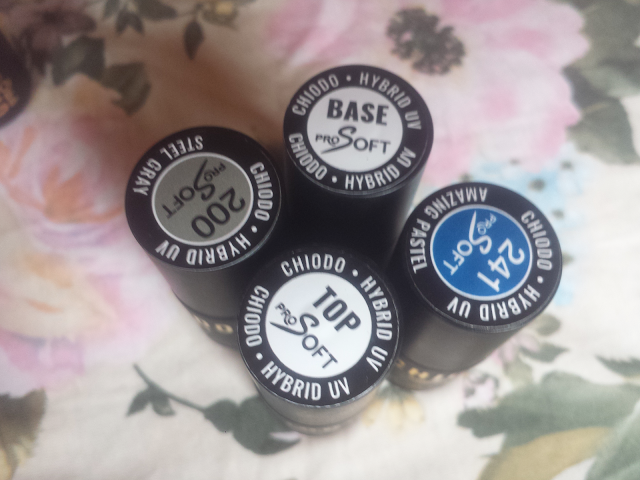 CHIODO • HYBRID UV
BASE
PRO SOFT
CHIODO • HYBRID UV
CHIODO • HYBRID UV
STEEL GRAY
200
PRO SOFT
CHIODO • HYBRID UV
AMAZING PASTEL
241
PRO SOFT
CHIODO • HYBRID UV
TOP
PRO SOFT
CHIODO • HYBRID UV